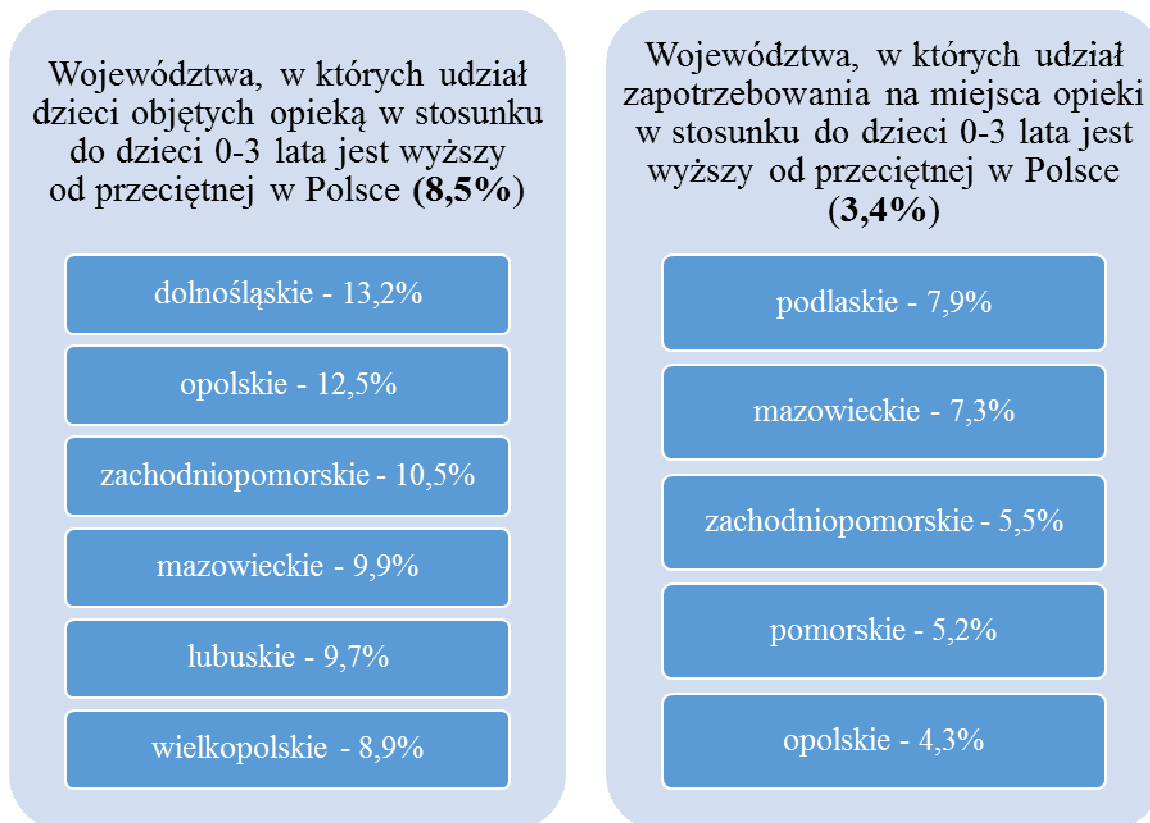 Województwa, w których udział
dzieci objętych opieką w stosunku
do dzieci 0-3 lata jest wyższy
od przeciętnej w Polsce (8,5%)
dolnośląskie - 13,2%
opolskie - 12,5%
zachodniopomorskie - 10,5%
mazowieckie - 9,9%
lubuskie - 9,7%
wielkopolskie - 8,9%
Województwa, w których udział
zapotrzebowania na miejsca opieki
w stosunku do dzieci 0-3 lata jest
wyższy od przeciętnej w Polsce
(3,4%)
podlaskie - 7,9%
mazowieckie - 7,3%
zachodniopomorskie - 5,5%
pomorskie - 5,2%
opolskie - 4,3%